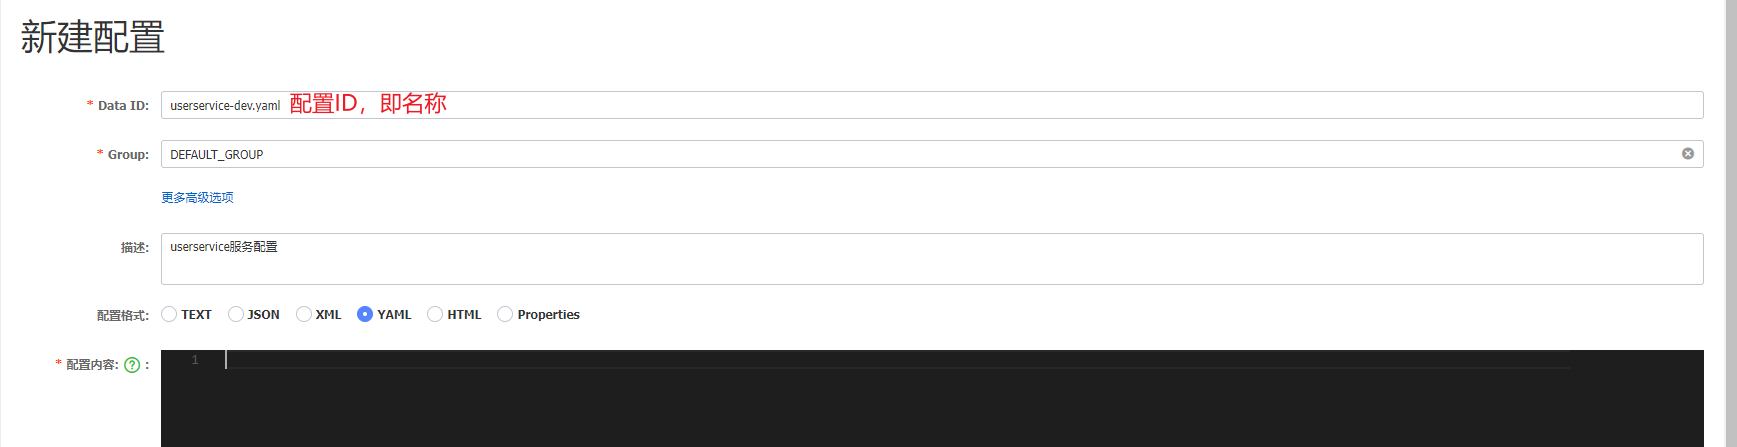 新建配置
* Data ID: userservice-dev.yaml 配置ID，即名称
* Group: DEFAULT_GROUP
更多高级选项
描述: userservice服务配置
配置格式: TEXT JSON XML YAML HTML Properties
* 配置内容: ? :
1